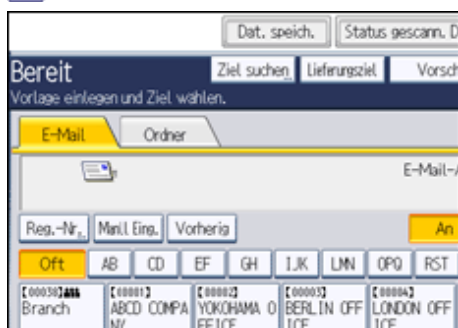 Dat. speich. Status gescann. D
Bereit Ziel suchen Lieferungsziel Vorsch
Vorlage einlegen und Ziel wählen.
E-Mail Ordner
E-Mail-A
Reg.-Nr. Manll Eing. Vorherig An
Oft AB CD EF GH IJK LMN OPQ RST
[00030] [00001] [00002] [00003] [00004]
Branch ABCD COMPA YOKOHAMA O BERLIN OFF LONDON OFF
NY FFICE ICE ICE